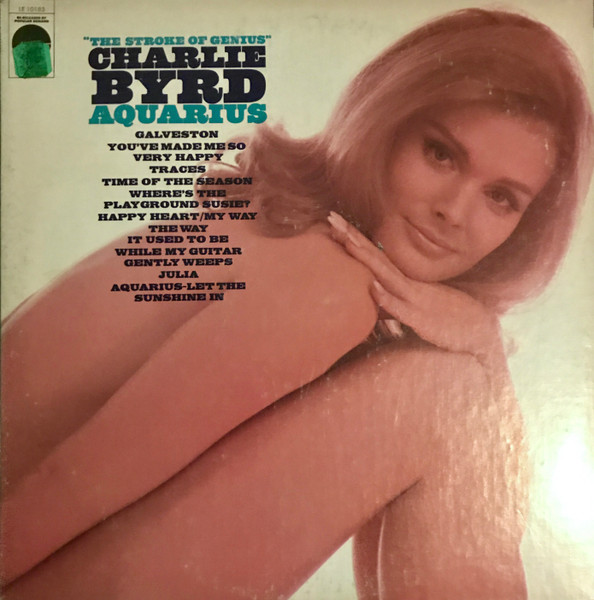 "THE STROKE OF GENIUS"
CHARLIE
BYRD
AQUARIUS
GALVESTON
YOU'VE MADE ME SO
VERY HAPPY
TRACES
TIME OF THE SEASON
WHERE'S THE
PLAYGROUND SUSIE?
HAPPY HEART/MY WAY
THE WAY
IT USED TO BE
WHILE MY GUITAR
GENTLY WEEPS
JULIA
AQUARIUS-LET THE
SUNSHINE IN